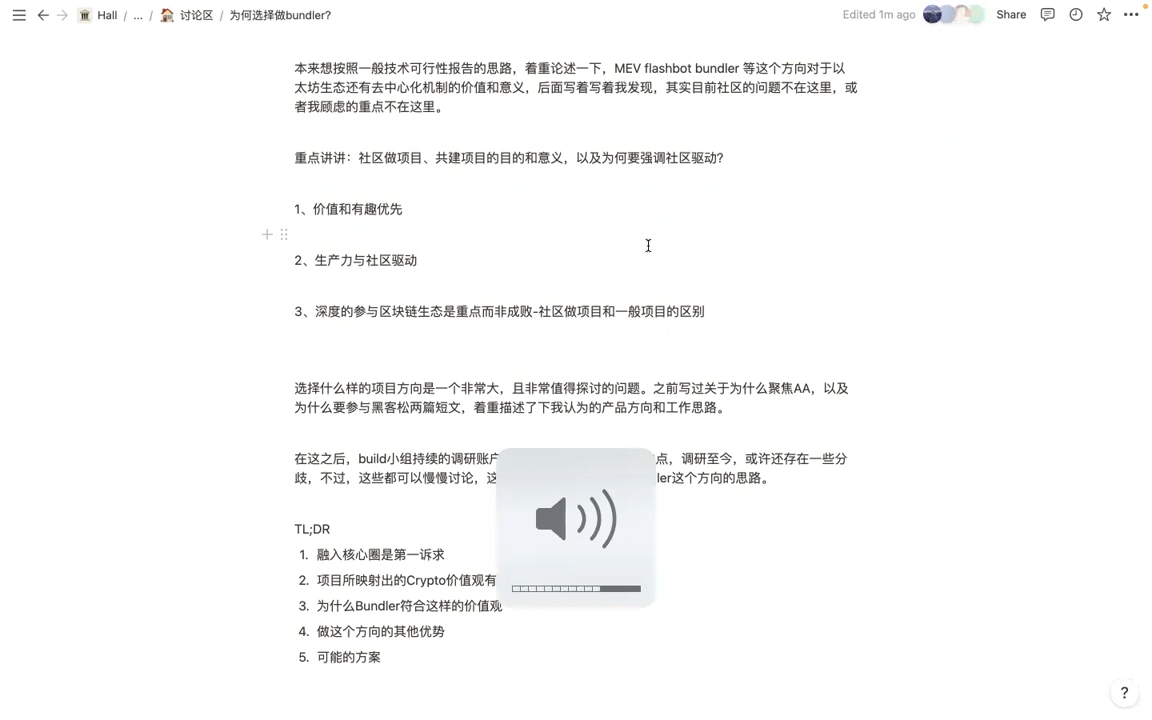 Hall / ... / 讨论区 / 为何选择做bundler?
Edited 1m ago
Share
本来想按照一般技术可行性报告的思路，着重论述一下，MEV flashbot bundler 等这个方向对于以
太坊生态还有去中心化机制的价值和意义，后面写着写着我发现，其实目前社区的问题不在这里，或
者我顾虑的重点不在这里。
重点讲讲：社区做项目、共建项目的目的和意义，以及为何要强调社区驱动?
1、价值和有趣优先
2、生产力与社区驱动
3、深度的参与区块链生态是重点而非成败-社区做项目和一般项目的区别
选择什么样的项目方向是一个非常大，且非常值得探讨的问题。之前写过关于为什么聚焦AA，以及
为什么要参与黑客松两篇短文，着重描述了下我认为的产品方向和工作思路。
在这之后，build小组持续的调研账户 点，调研至今，或许还存在一些分
歧，不过，这些都可以慢慢讨论，这 ler这个方向的思路。
TL;DR
1. 融入核心圈是第一诉求
2. 项目所映射出的Crypto价值观有
3. 为什么Bundler符合这样的价值观
4. 做这个方向的其他优势
5. 可能的方案
?